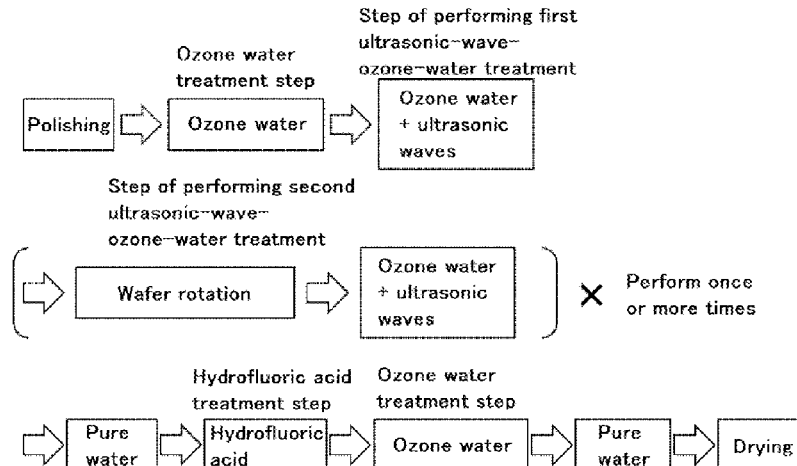 Step of performing first
ultrasonic-wave-
ozone-water treatment
Ozone water
treatment step
Polishing
Ozone water
Ozone water
+ ultrasonic
waves
Step of performing second
ultrasonic-wave-
ozone-water treatment
Wafer rotation
Ozone water
+ ultrasonic
waves
× Perform once
or more times
Hydrofluoric acid
treatment step
Ozone water
treatment step
Pure
water
Hydrofluoric
acid
Ozone water
Pure
water
Drying